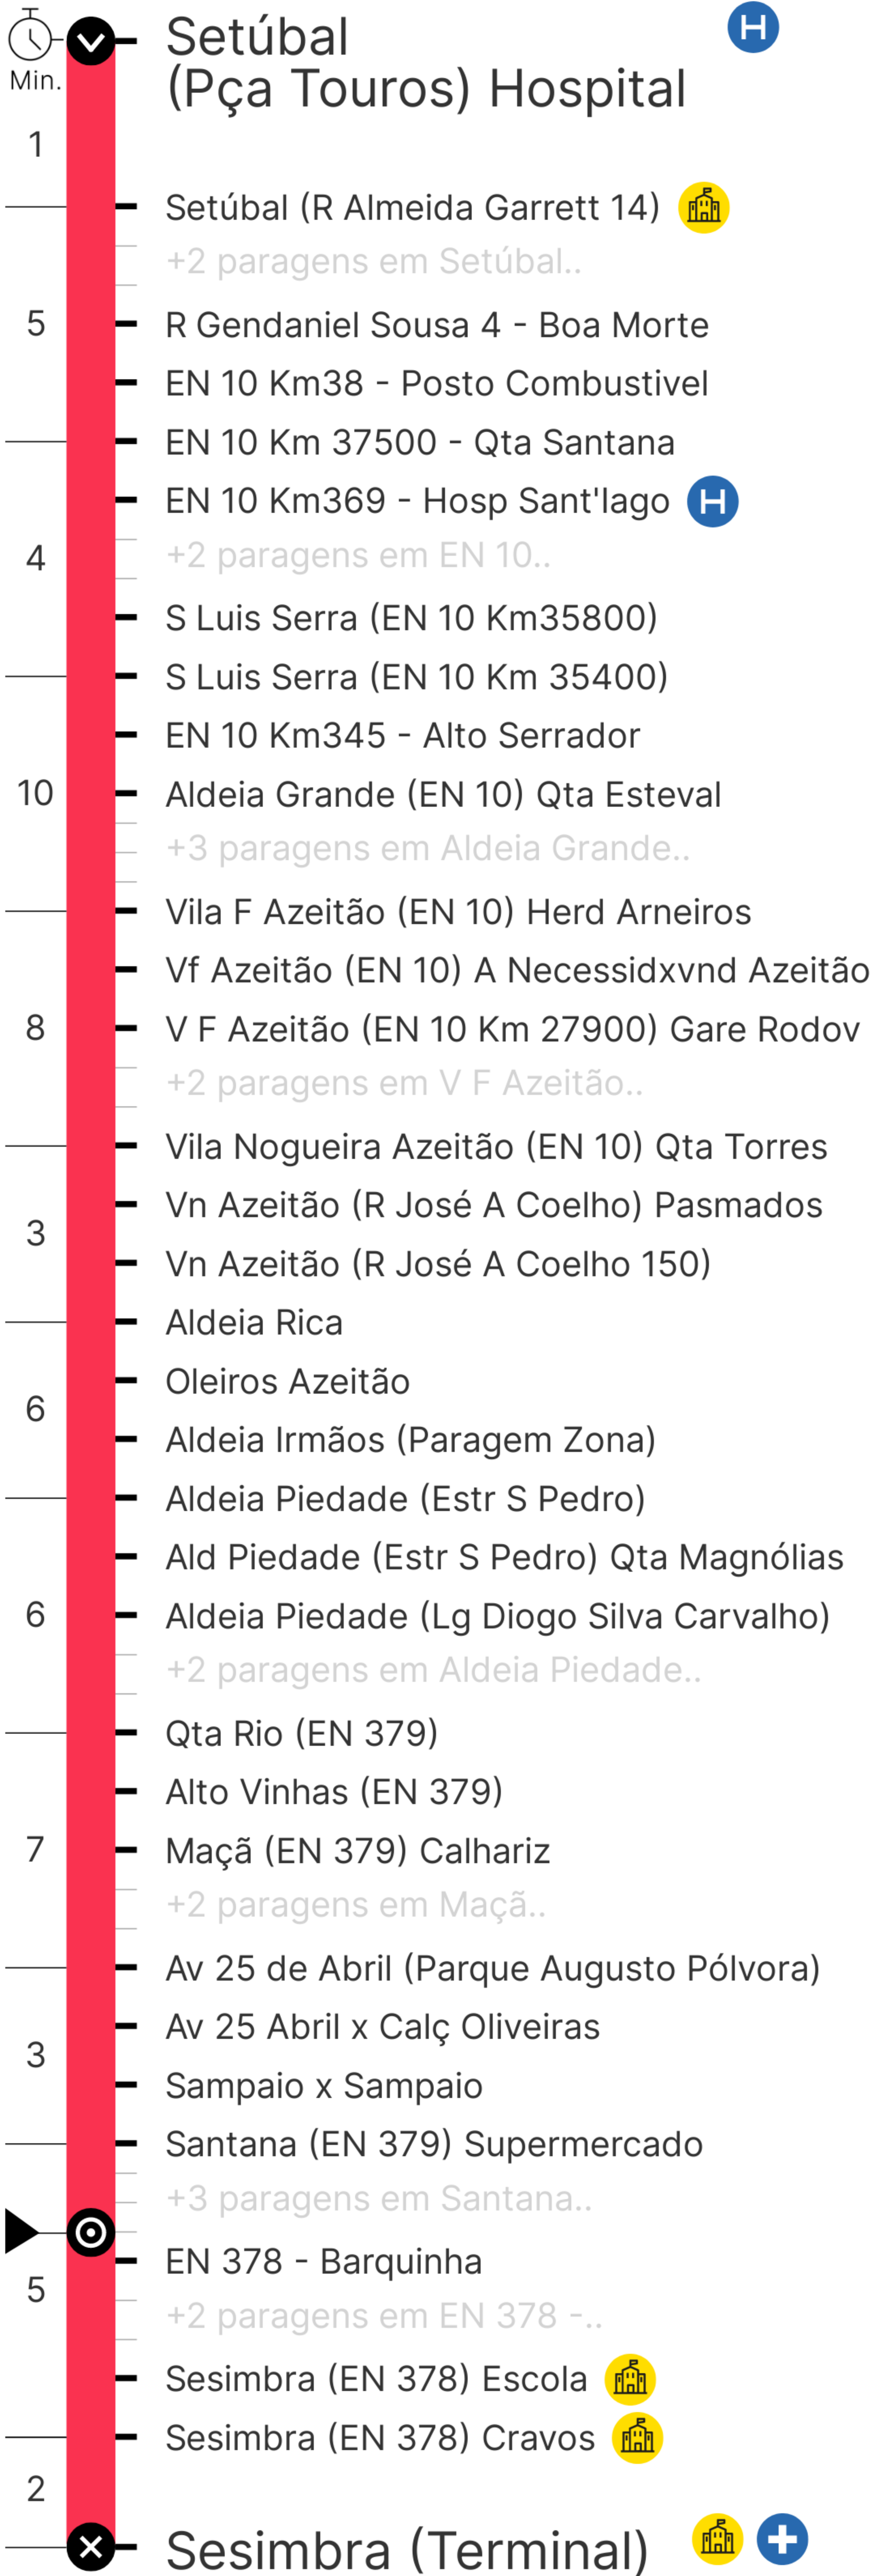 Min.
Setúbal
(Pça Touros) Hospital
H
1
Setúbal (R Almeida Garrett 14)
+2 paragens em Setúbal..
5
R Gendaniel Sousa 4 - Boa Morte
EN 10 Km38 - Posto Combustivel
EN 10 Km 37500 - Qta Santana
EN 10 Km369 - Hosp Sant'Iago
H
+2 paragens em EN 10..
4
S Luis Serra (EN 10 Km35800)
S Luis Serra (EN 10 Km 35400)
EN 10 Km345 - Alto Serrador
10
Aldeia Grande (EN 10) Qta Esteval
+3 paragens em Aldeia Grande..
Vila F Azeitão (EN 10) Herd Arneiros
Vf Azeitão (EN 10) A Necessidxvnd Azeitão
8
V F Azeitão (EN 10 Km 27900) Gare Rodov
+2 paragens em V F Azeitão..
Vila Nogueira Azeitão (EN 10) Qta Torres
Vn Azeitão (R José A Coelho) Pasmados
3
Vn Azeitão (R José A Coelho 150)
Aldeia Rica
Oleiros Azeitão
6
Aldeia Irmãos (Paragem Zona)
Aldeia Piedade (Estr S Pedro)
Ald Piedade (Estr S Pedro) Qta Magnólias
6
Aldeia Piedade (Lg Diogo Silva Carvalho)
+2 paragens em Aldeia Piedade..
Qta Rio (EN 379)
Alto Vinhas (EN 379)
7
Maçã (EN 379) Calhariz
+2 paragens em Maçã..
Av 25 de Abril (Parque Augusto Pólvora)
Av 25 Abril x Calç Oliveiras
3
Sampaio x Sampaio
Santana (EN 379) Supermercado
+3 paragens em Santana..
EN 378 - Barquinha
5
+2 paragens em EN 378 -..
Sesimbra (EN 378) Escola
Sesimbra (EN 378) Cravos
2
Sesimbra (Terminal)